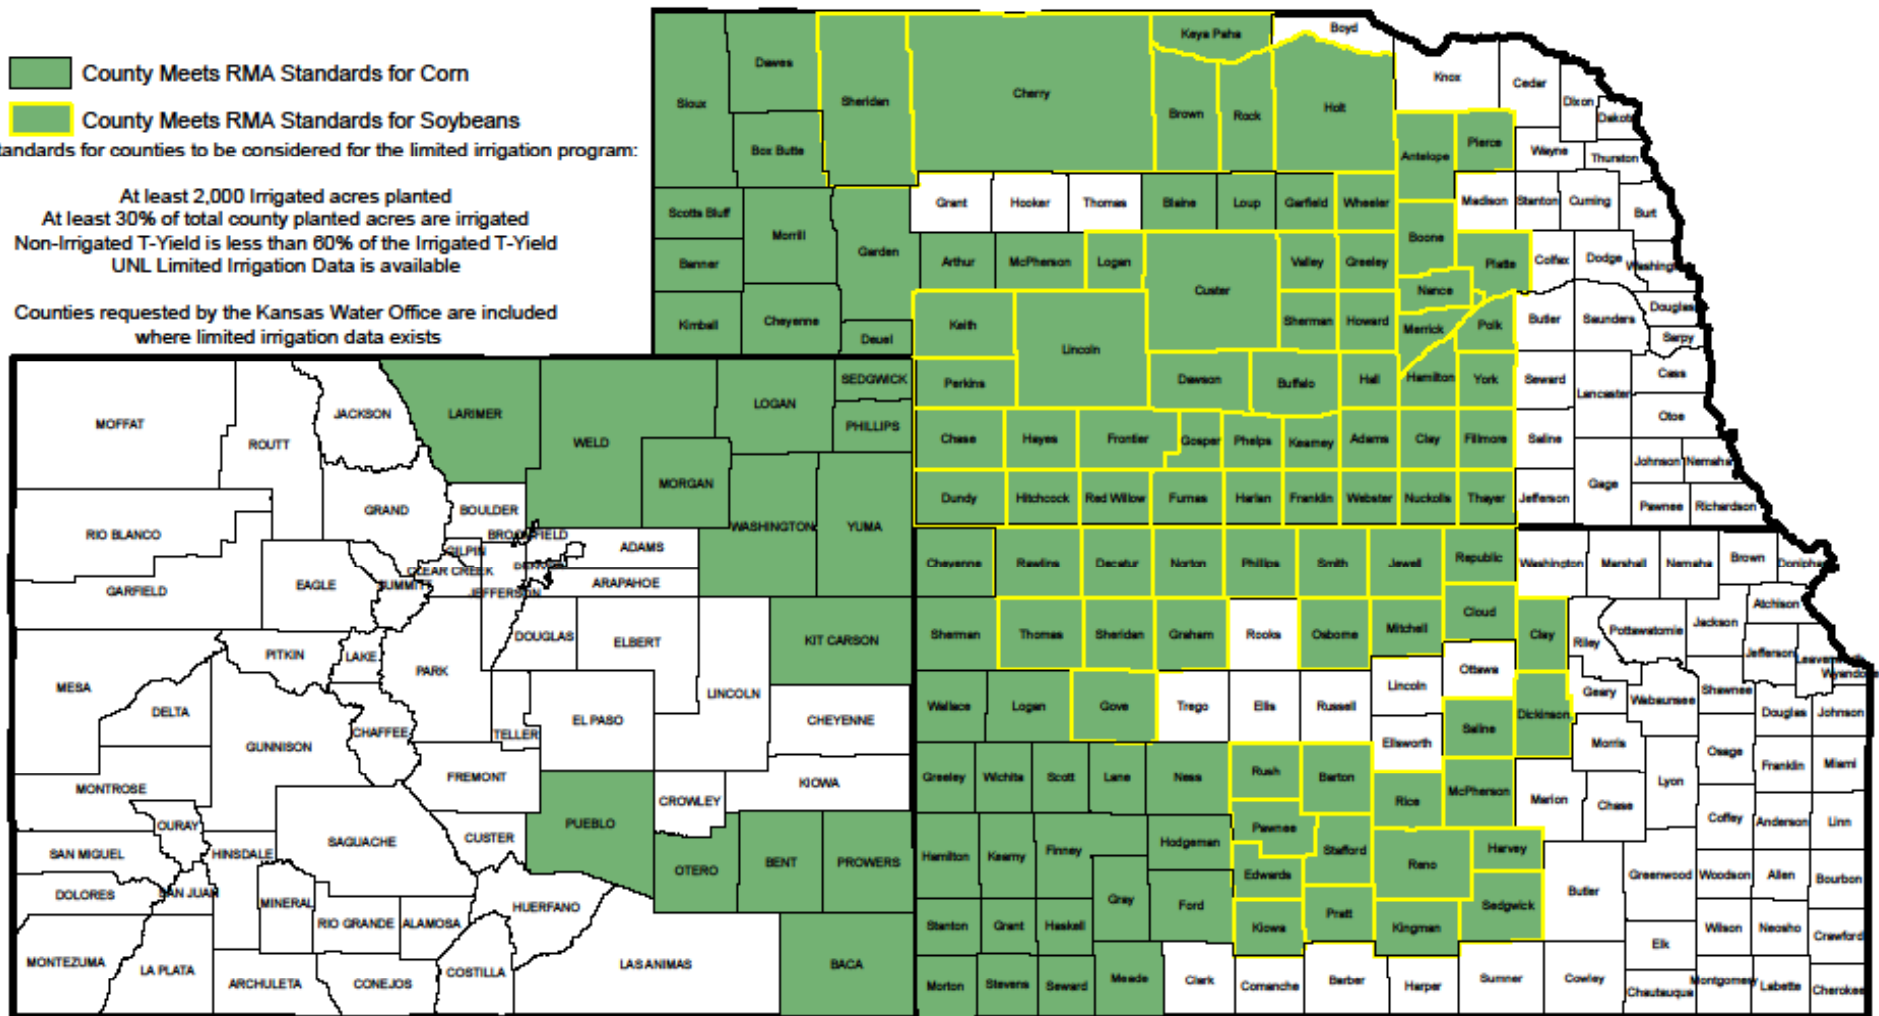 County Meets RMA Standards for Corn
County Meets RMA Standards for Soybeans
tandards for counties to be considered for the limited irrigation program:
At least 2,000 Irrigated acres planted
At least 30% of total county planted acres are irrigated
Non-Irrigated T-Yield is less than 60% of the Irrigated T-Yield
UNL Limited Irrigation Data is available
Counties requested by the Kansas Water Office are included
where limited irrigation data exists
Sioux
Dawes
Box Butte
Sheridan
Cherry
Keya Paha
Brown
Rock
Holt
Boyd
Knox
Cedar
Dixon
Dakota
Antelope
Pierce
Wayne
Thurston
Scotts Bluff
Banner
Morrill
Garden
Grant
Hooker
Thomas
Blaine
Loup
Garfield
Wheeler
Boone
Madison
Stanton
Cuming
Burt
Kimball
Cheyenne
Deuel
Arthur
McPherson
Logan
Custer
Valley
Greeley
Nance
Platte
Colfax
Dodge
Washingt
Keith
Lincoln
Sherman
Howard
Merrick
Polk
Butler
Saunders
Douglas
Sarpy
Perkins
Dawson
Buffalo
Hall
Hamilton
York
Seward
Lancaster
Cass
Otoe
Chase
Hayes
Frontier
Gosper
Phelps
Kearney
Adams
Clay
Fillmore
Saline
Johnson
Nemaha
Dundy
Hitchcock
Red Willow
Furnas
Harlan
Franklin
Webster
Nuckolls
Thayer
Jefferson
Gage
Pawnee
Richardson
MOFFAT
ROUTT
JACKSON
LARIMER
WELD
LOGAN
SEDGWICK
PHILLIPS
MORGAN
WASHINGTON
YUMA
RIO BLANCO
GRAND
BOULDER
BROOMFIELD
GILPIN
ADAMS
CLEAR CREEK
ARAPAHOE
GARFIELD
EAGLE
SUMMIT
JEFFERSON
DOUGLAS
ELBERT
KIT CARSON
PITKIN
LAKE
PARK
LINCOLN
MESA
DELTA
CHAFFEE
TELLER
EL PASO
CHEYENNE
GUNNISON
FREMONT
MONTROSE
KIOWA
CROWLEY
OURAY
PUEBLO
SAN MIGUEL
HINSDALE
SAGUACHE
CUSTER
OTERO
BENT
PROWERS
DOLORES
SAN JUAN
MINERAL
RIO GRANDE
ALAMOSA
HUERFANO
MONTEZUMA
LA PLATA
ARCHULETA
CONEJOS
COSTILLA
LAS ANIMAS
BACA
Cheyenne
Rawlins
Decatur
Norton
Phillips
Smith
Jewell
Republic
Washington
Marshall
Nemaha
Brown
Doniphan
Sherman
Thomas
Sheridan
Graham
Rooks
Osborne
Mitchell
Cloud
Clay
Riley
Pottawatomie
Jackson
Atchison
Jefferson
Leavenworth
Wyandotte
Wallace
Logan
Gove
Trego
Ellis
Russell
Lincoln
Ottawa
Dickinson
Geary
Wabaunsee
Shawnee
Douglas
Johnson
Ellsworth
Saline
Morris
Osage
Franklin
Miami
Greeley
Wichita
Scott
Lane
Ness
Rush
Barton
Rice
McPherson
Marion
Chase
Lyon
Coffey
Anderson
Linn
Hamilton
Kearny
Finney
Hodgeman
Pawnee
Stafford
Reno
Harvey
Edwards
Butler
Greenwood
Woodson
Allen
Bourbon
Stanton
Grant
Haskell
Gray
Ford
Kiowa
Pratt
Kingman
Sedgwick
Elk
Wilson
Neosho
Crawford
Morton
Stevens
Seward
Meade
Clark
Comanche
Barber
Harper
Sumner
Cowley
Chautauqua
Montgomery
Labette
Cherokee